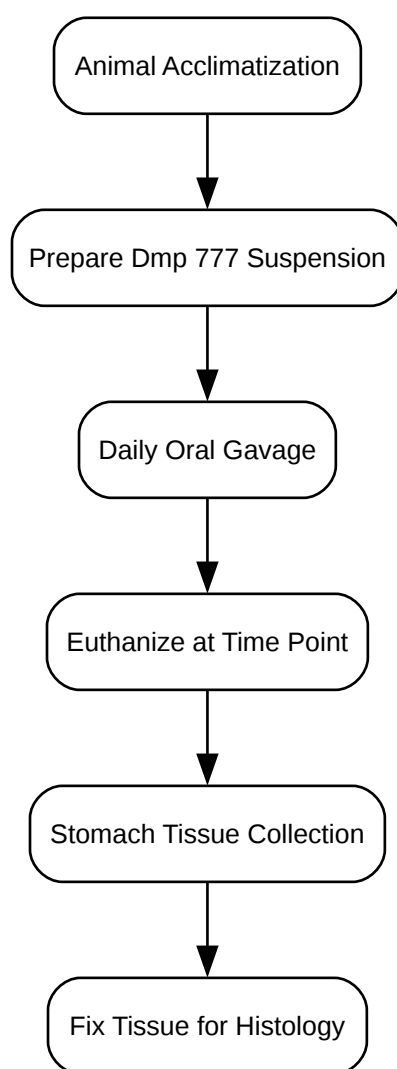 Animal Acclimatization
Prepare Dmp 777 Suspension
Daily Oral Gavage
Euthanize at Time Point
Stomach Tissue Collection
Fix Tissue for Histology